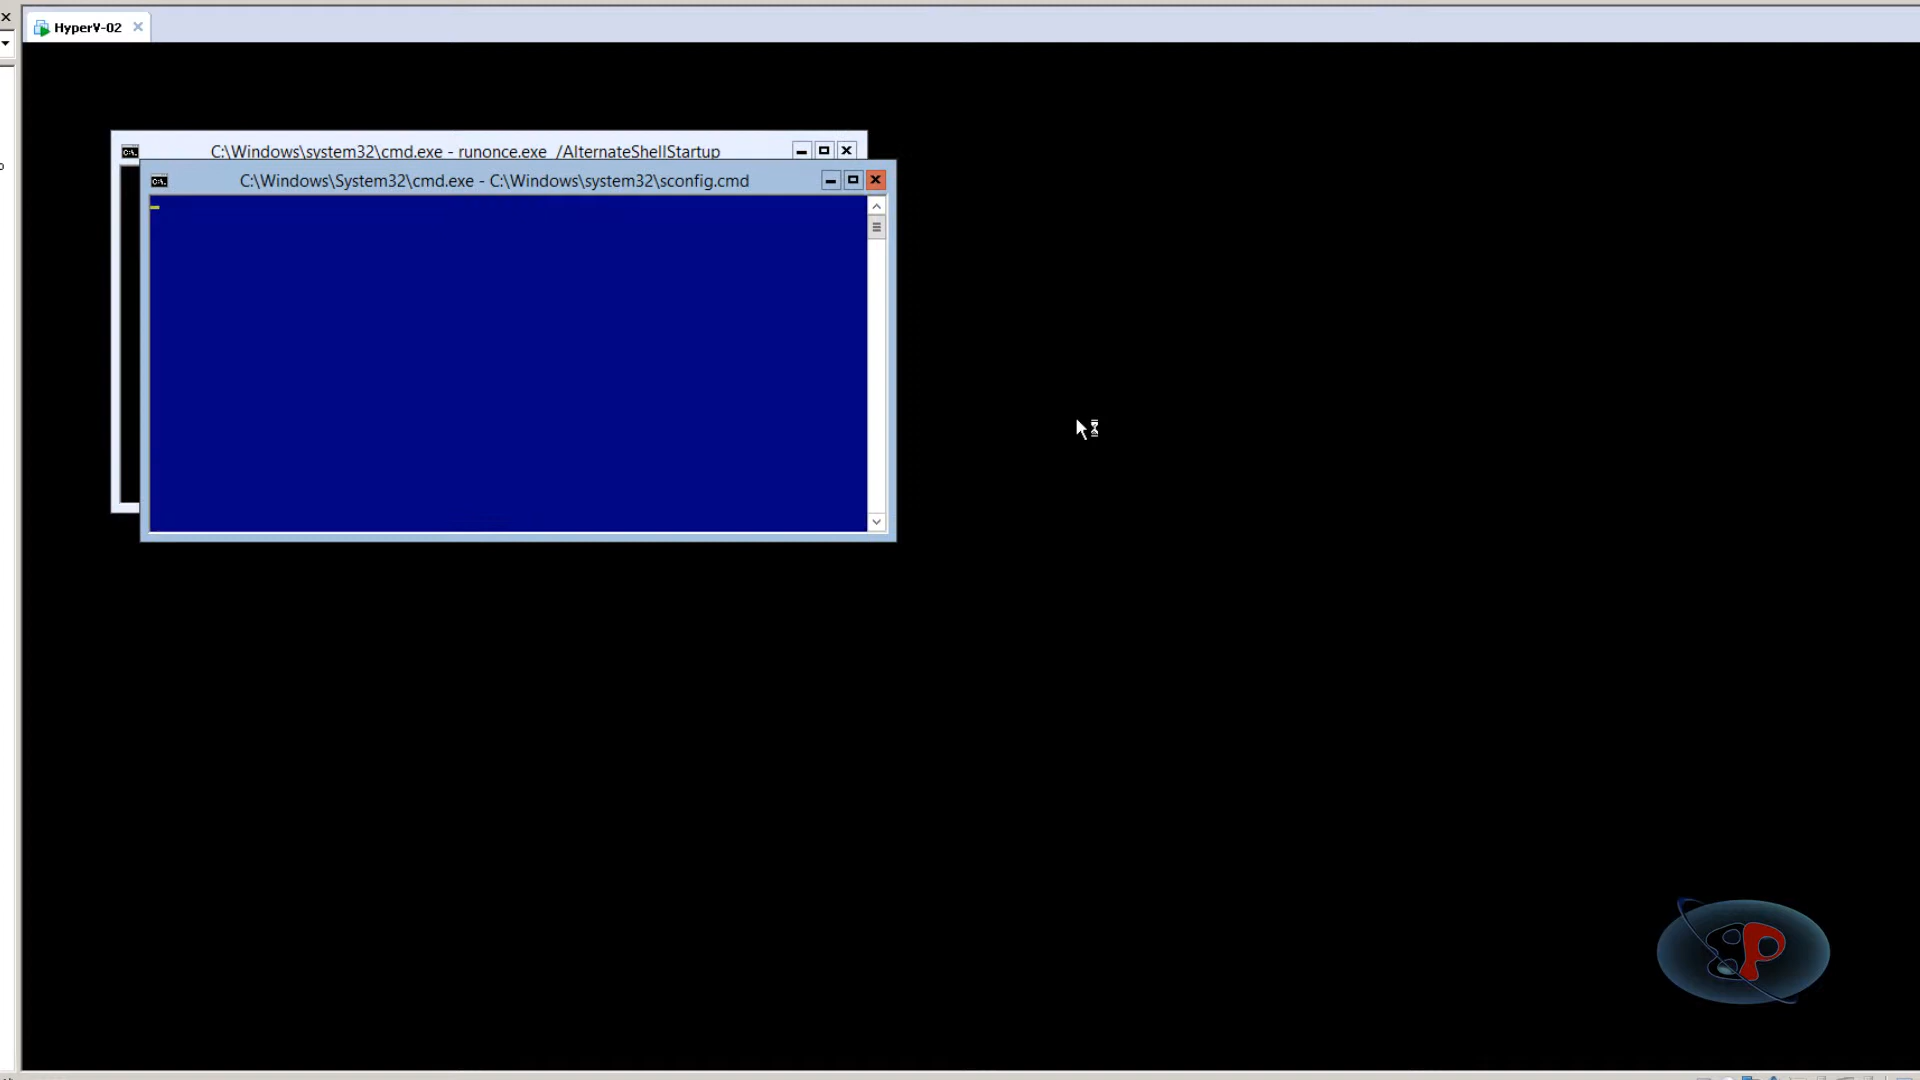 HyperV-02
C:\Windows\system32\cmd.exe - runonce.exe /AlternateShellStartup
C:\Windows\System32\cmd.exe - C:\Windows\system32\sconfig.cmd